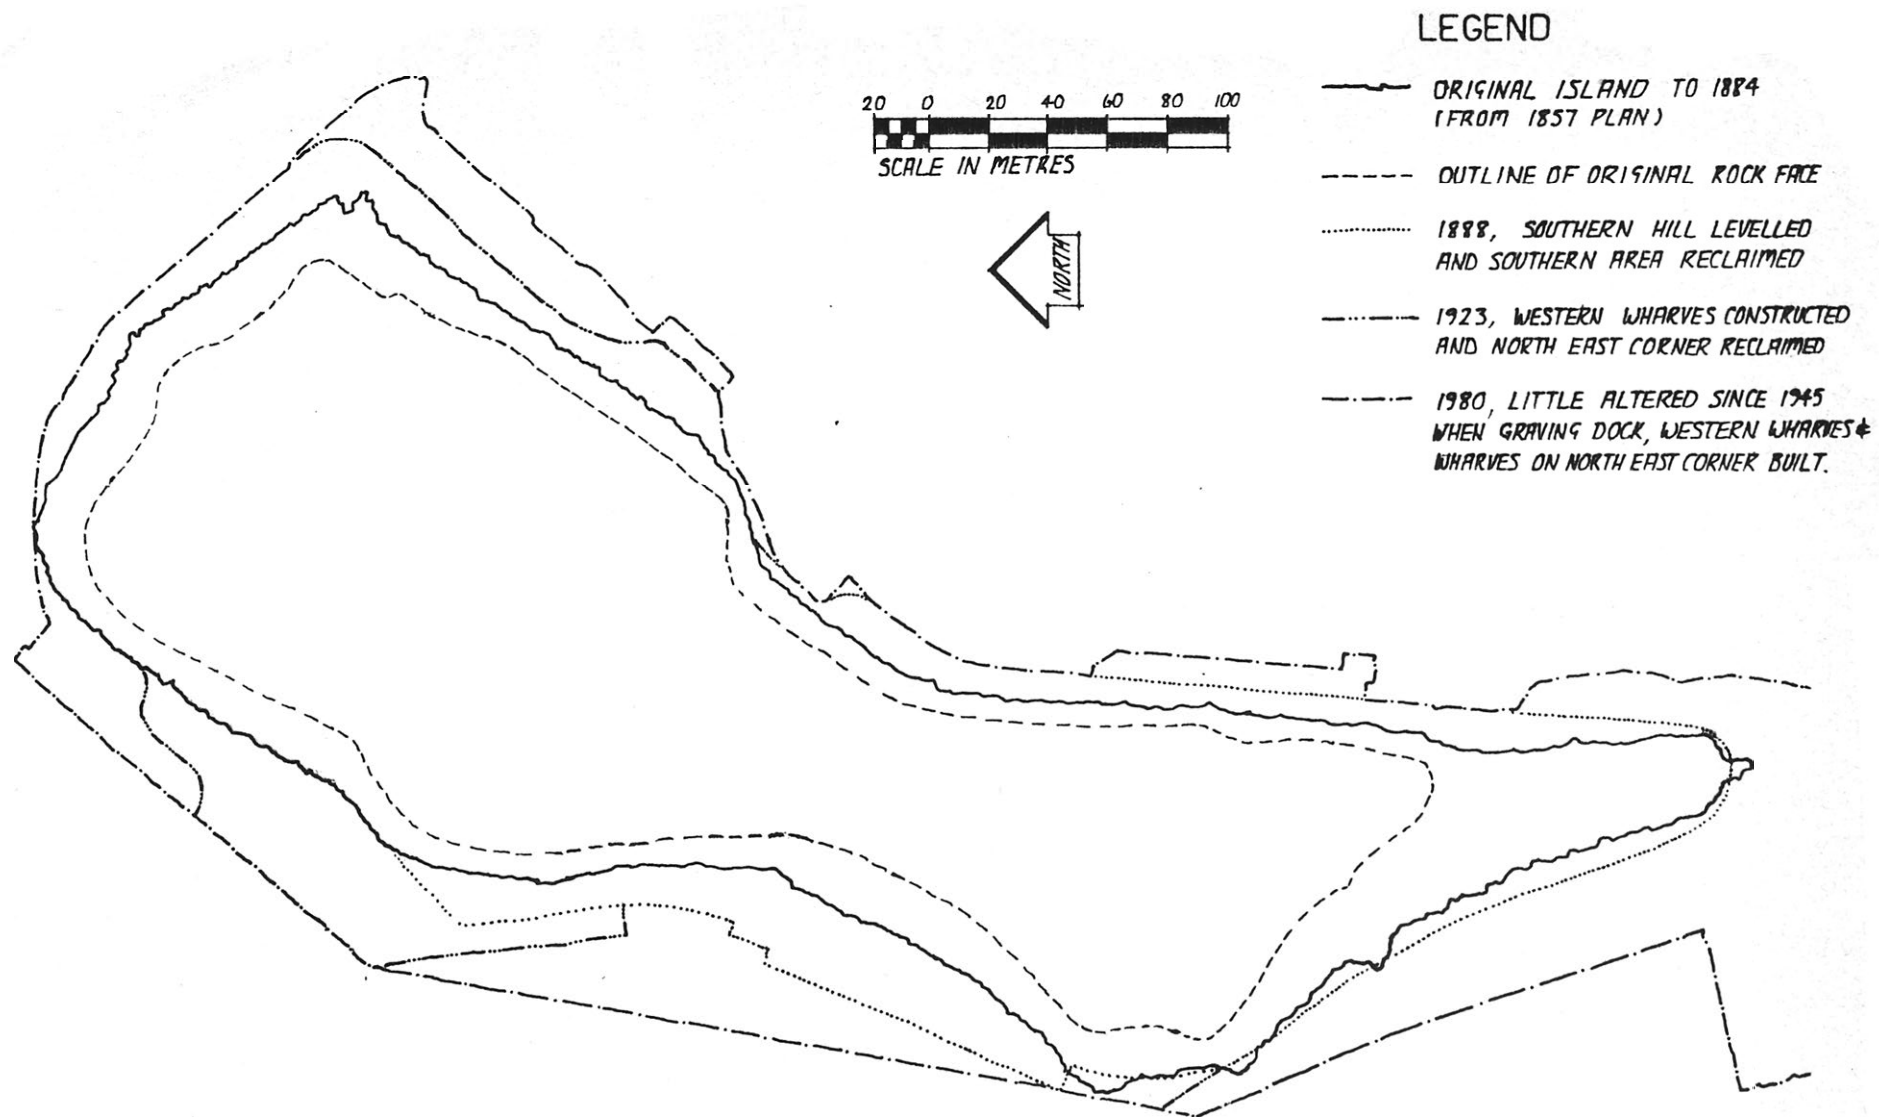 LEGEND
20 0 20 40 60 80 100
SCALE IN METRES
NORTH
ORIGINAL ISLAND TO 1884
(FROM 1857 PLAN)
OUTLINE OF ORIGINAL ROCK FACE
1888, SOUTHERN HILL LEVELLED
AND SOUTHERN AREA RECLAIMED
1923, WESTERN WHARVES CONSTRUCTED
AND NORTH EAST CORNER RECLAIMED
1980, LITTLE ALTERED SINCE 1945
WHEN GRAVING DOCK, WESTERN WHARVES &
WHARVES ON NORTH EAST CORNER BUILT.